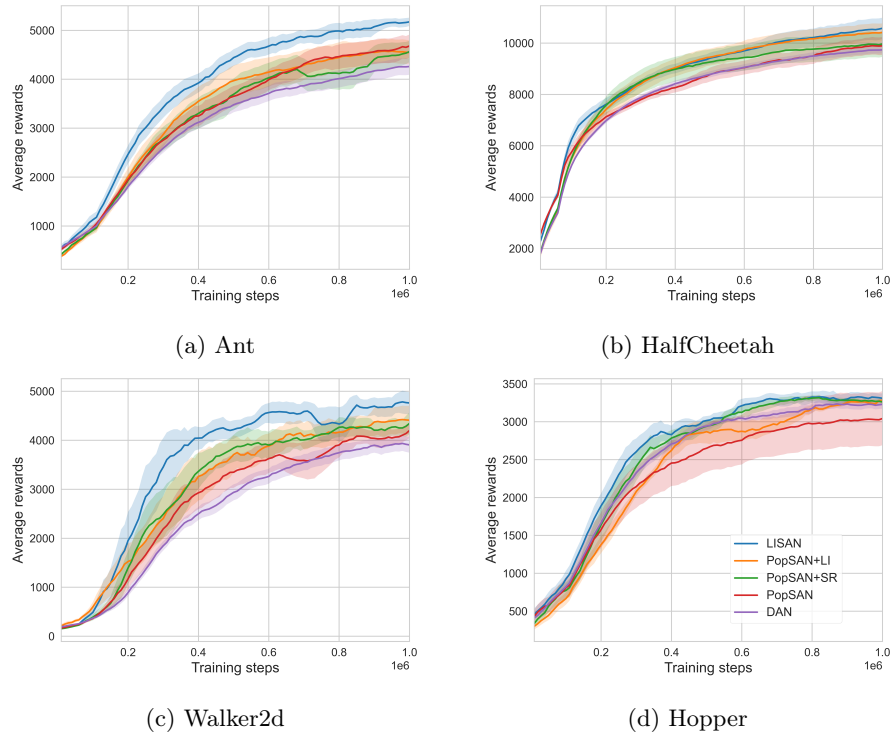 5000
4000
3000
2000
1000
Average rewards
0.2
0.4
0.6
0.8
1.0
Training steps
1e6
(a) Ant
10000
8000
6000
4000
2000
Average rewards
0.2
0.4
0.6
0.8
1.0
Training steps
1e6
(b) HalfCheetah
5000
4000
3000
2000
1000
0
Average rewards
0.2
0.4
0.6
0.8
1.0
Training steps
1e6
(c) Walker2d
3500
3000
2500
2000
1500
1000
500
Average rewards
LISAN
PopSAN+LI
PopSAN+SR
PopSAN
DAN
0.2
0.4
0.6
0.8
1.0
Training steps
1e6
(d) Hopper